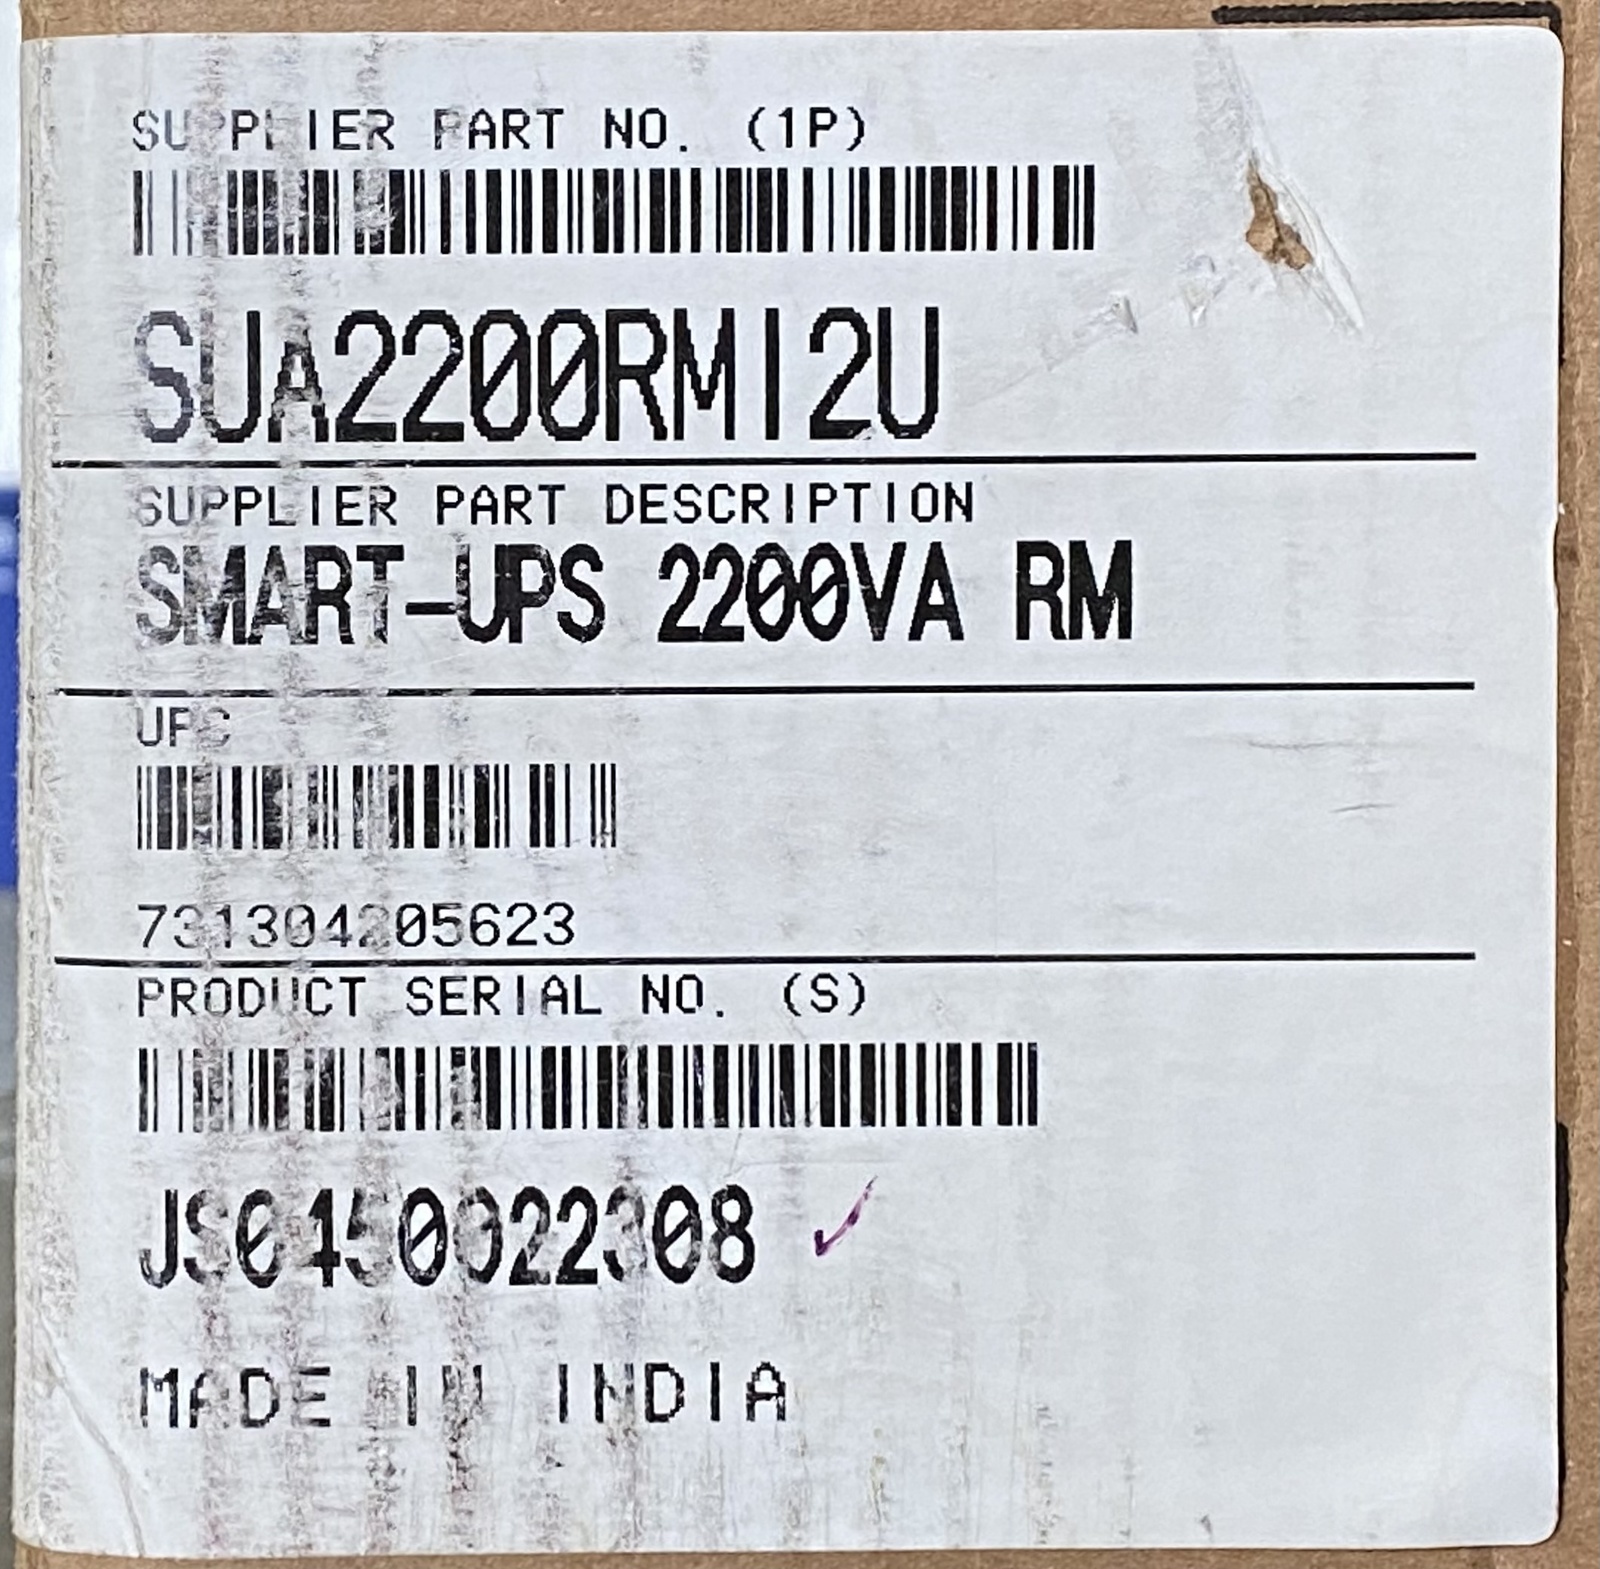 SUPPLIER PART NO. (1P)
SUA2200RMI2U
SUPPLIER PART DESCRIPTION
SMART-UPS 2200VA RM
UPC
731304205623
PRODUCT SERIAL NO. (S)
JS0450022308
MADE IN INDIA